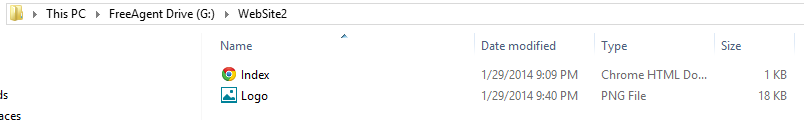 This PC FreeAgent Drive (G:) WebSite2
Name Date modified Type Size
Index 1/29/2014 9:09 PM Chrome HTML Do... 1 KB
Logo 1/29/2014 9:40 PM PNG File 18 KB
ds
aces